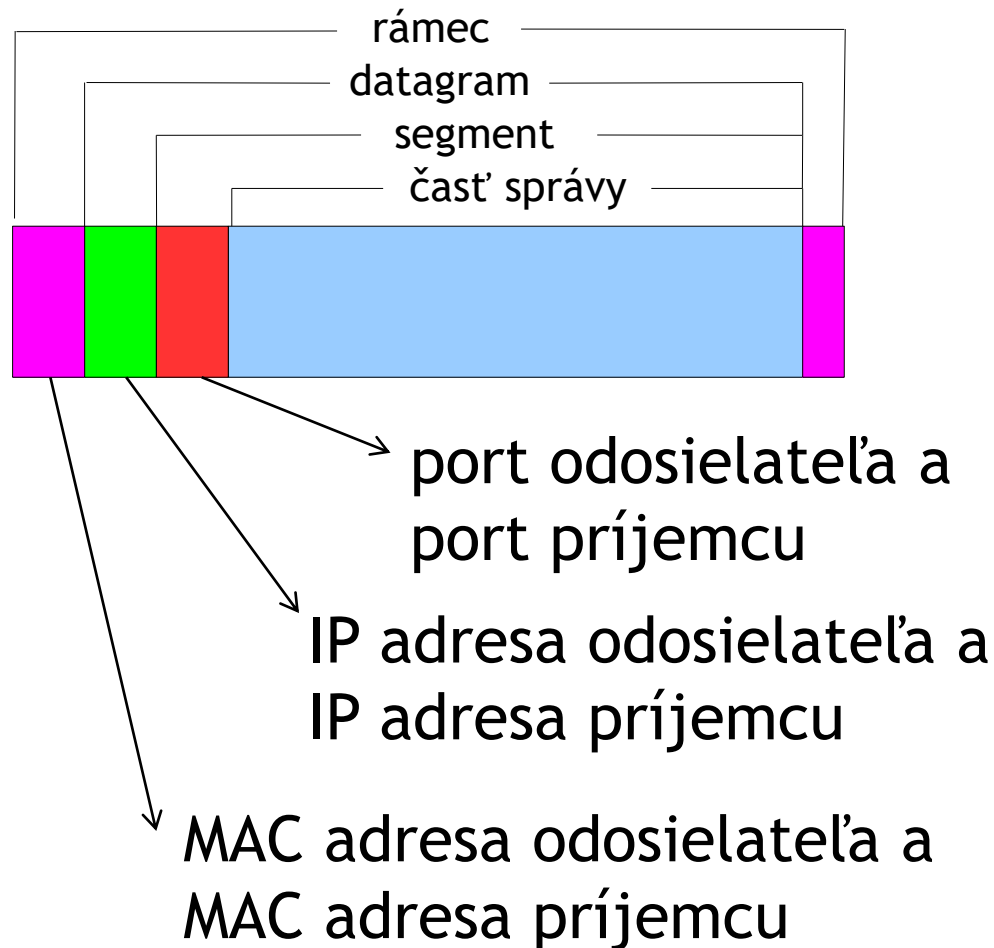 rámec
datagram
segment
časť správy
port odosielateľa a
port príjemcu
IP adresa odosielateľa a
IP adresa príjemcu
MAC adresa odosielateľa a
MAC adresa príjemcu